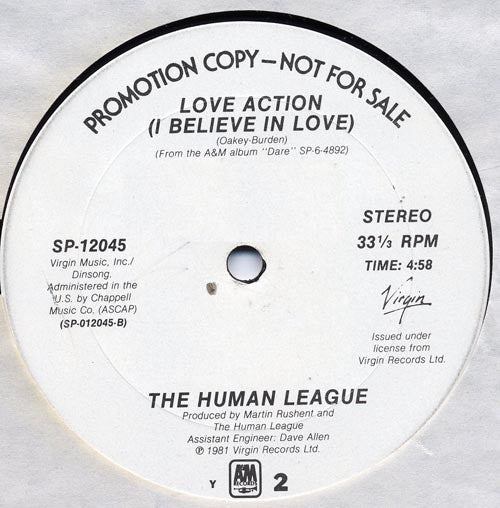 PROMOTION COPY — NOT FOR SALE
LOVE ACTION
(I BELIEVE IN LOVE)
(Oakey-Burden)
(From the A&M album "Dare" SP-6-4892)
SP-12045
Virgin Music, Inc./
Dinsong.
Administered in the
U.S. by Chappell
Music Co. (ASCAP)
(SP-012045-B)
STEREO
33 1/3 RPM
TIME: 4:58
Virgin
Issued under
license from
Virgin Records Ltd.
THE HUMAN LEAGUE
Produced by Martin Rushent and
The Human League
Assistant Engineer: Dave Allen
℗ 1981 Virgin Records Ltd.
Y
A&M
RECORDS
2